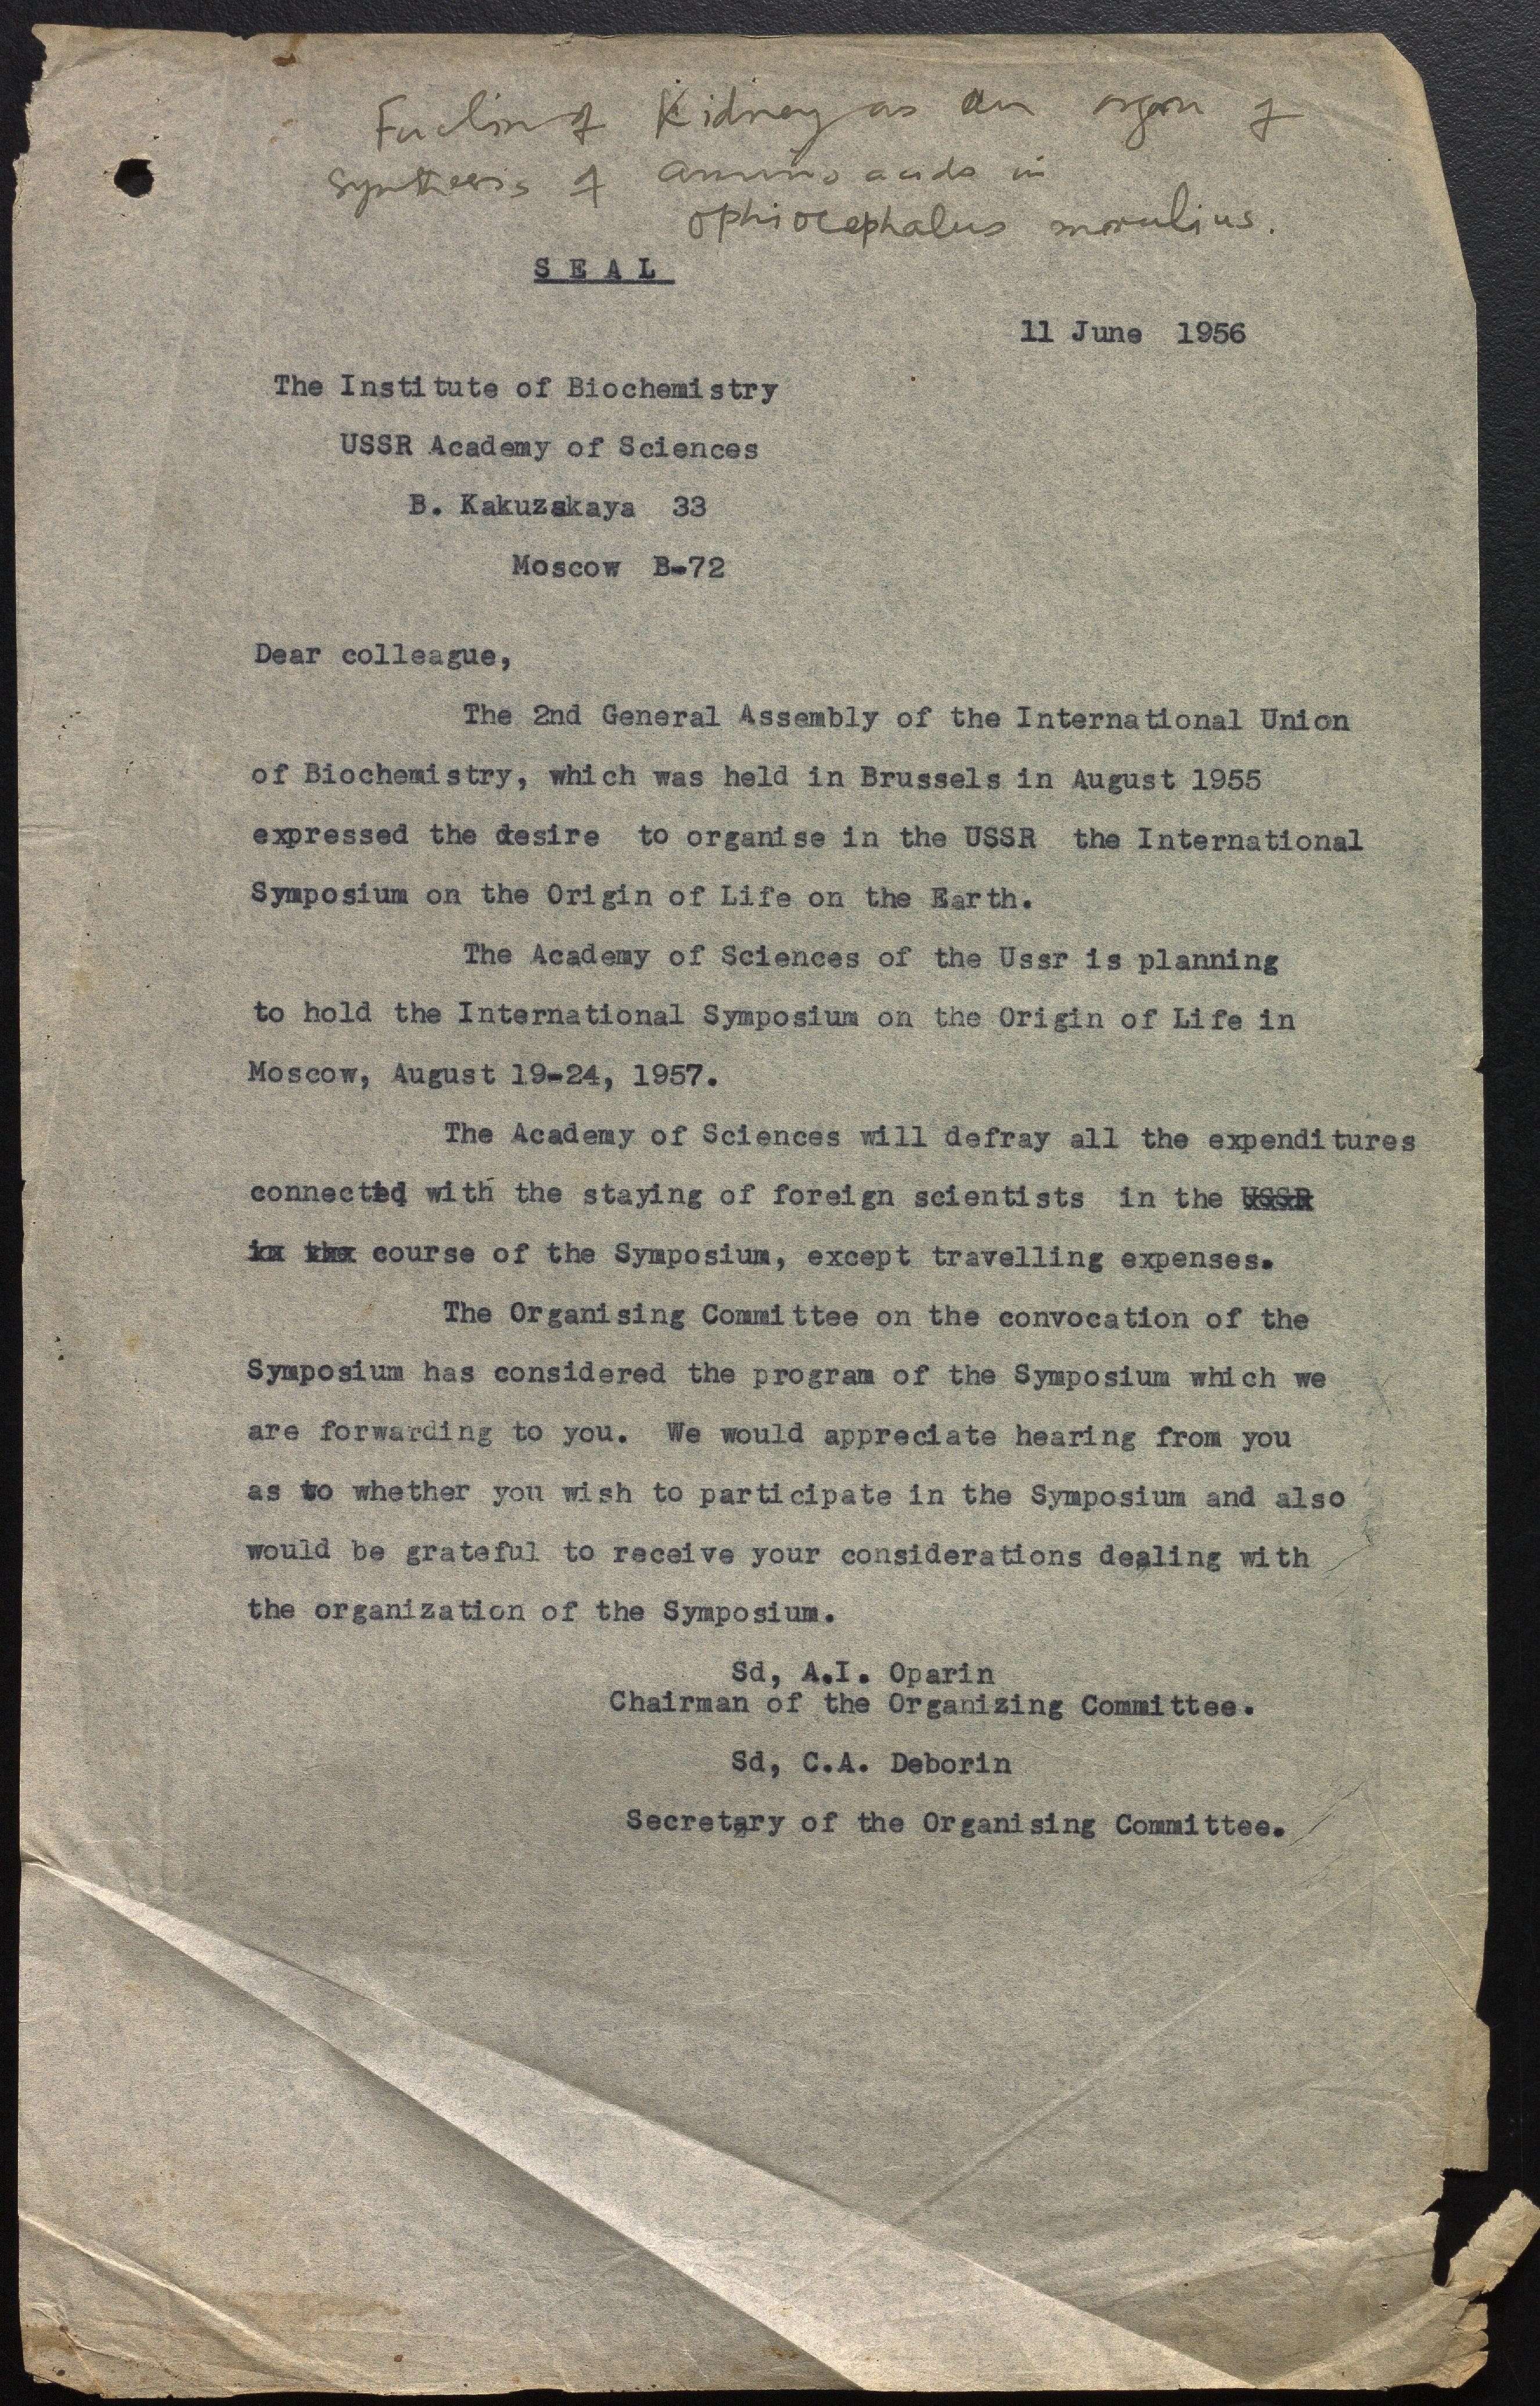 Function of Kidney as an organ of
synthesis of amino acids in
ophiocephalus marulius.
SEAL
11 June 1956
The Institute of Biochemistry
USSR Academy of Sciences
B. Kakuzskaya 33
Moscow B-72
Dear colleague,
The 2nd General Assembly of the International Union
of Biochemistry, which was held in Brussels in August 1955
expressed the desire to organise in the USSR the International
Symposium on the Origin of Life on the Earth.
The Academy of Sciences of the Ussr is planning
to hold the International Symposium on the Origin of Life in
Moscow, August 19-24, 1957.
The Academy of Sciences will defray all the expenditures
connected with the staying of foreign scientists in the USSR
in the course of the Symposium, except travelling expenses.
The Organising Committee on the convocation of the
Symposium has considered the program of the Symposium which we
are forwarding to you. We would appreciate hearing from you
as to whether you wish to participate in the Symposium and also
would be grateful to receive your considerations dealing with
the organization of the Symposium.
Sd, A.I. Oparin
Chairman of the Organizing Committee.
Sd, C.A. Deborin
Secretary of the Organising Committee.